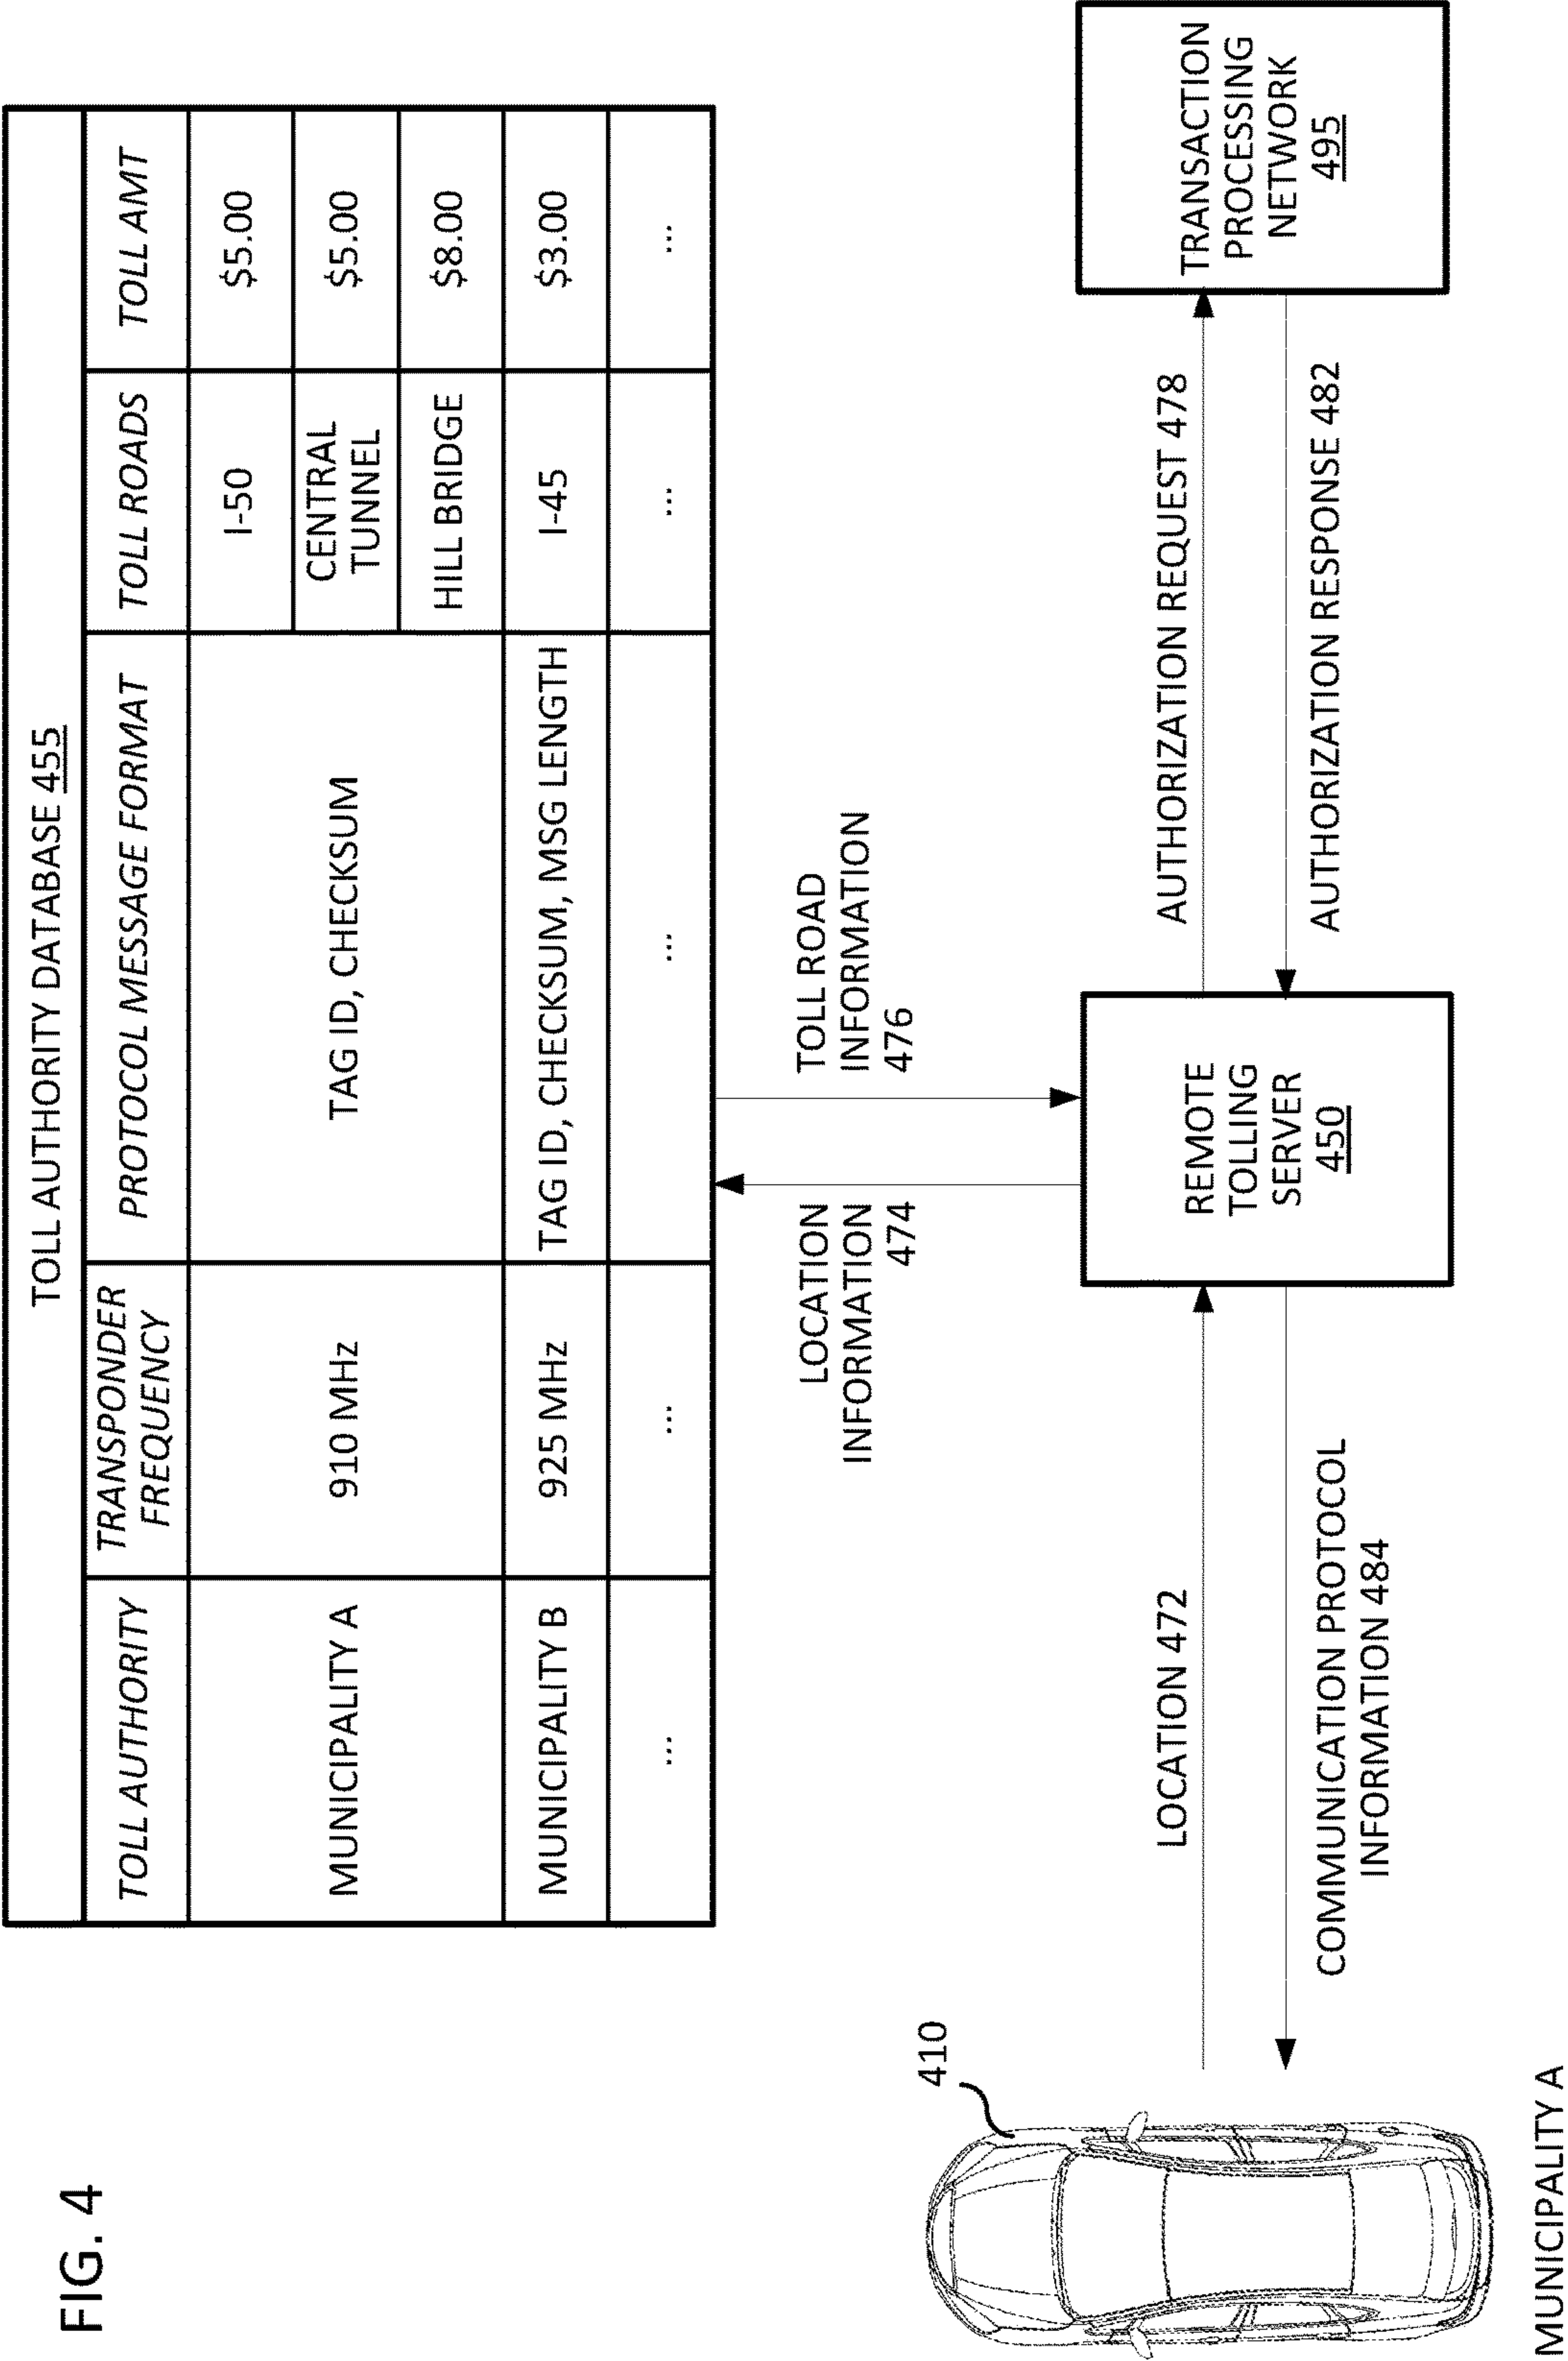 FIG. 4
TOLL AUTHORITY DATABASE 455
TOLL AUTHORITY
TRANSPONDER
FREQUENCY
PROTOCOL MESSAGE FORMAT
TOLL ROADS
TOLL AMT
MUNICIPALITY A
910 MHz
TAG ID, CHECKSUM
I-50
$5.00
CENTRAL
TUNNEL
$5.00
HILL BRIDGE
$8.00
MUNICIPALITY B
925 MHz
TAG ID, CHECKSUM, MSG LENGTH
I-45
$3.00
...
...
...
...
...
LOCATION
INFORMATION
474
TOLL ROAD
INFORMATION
476
410
LOCATION 472
COMMUNICATION PROTOCOL
INFORMATION 484
REMOTE
TOLLING
SERVER
450
AUTHORIZATION REQUEST 478
AUTHORIZATION RESPONSE 482
TRANSACTION
PROCESSING
NETWORK
495
MUNICIPALITY A